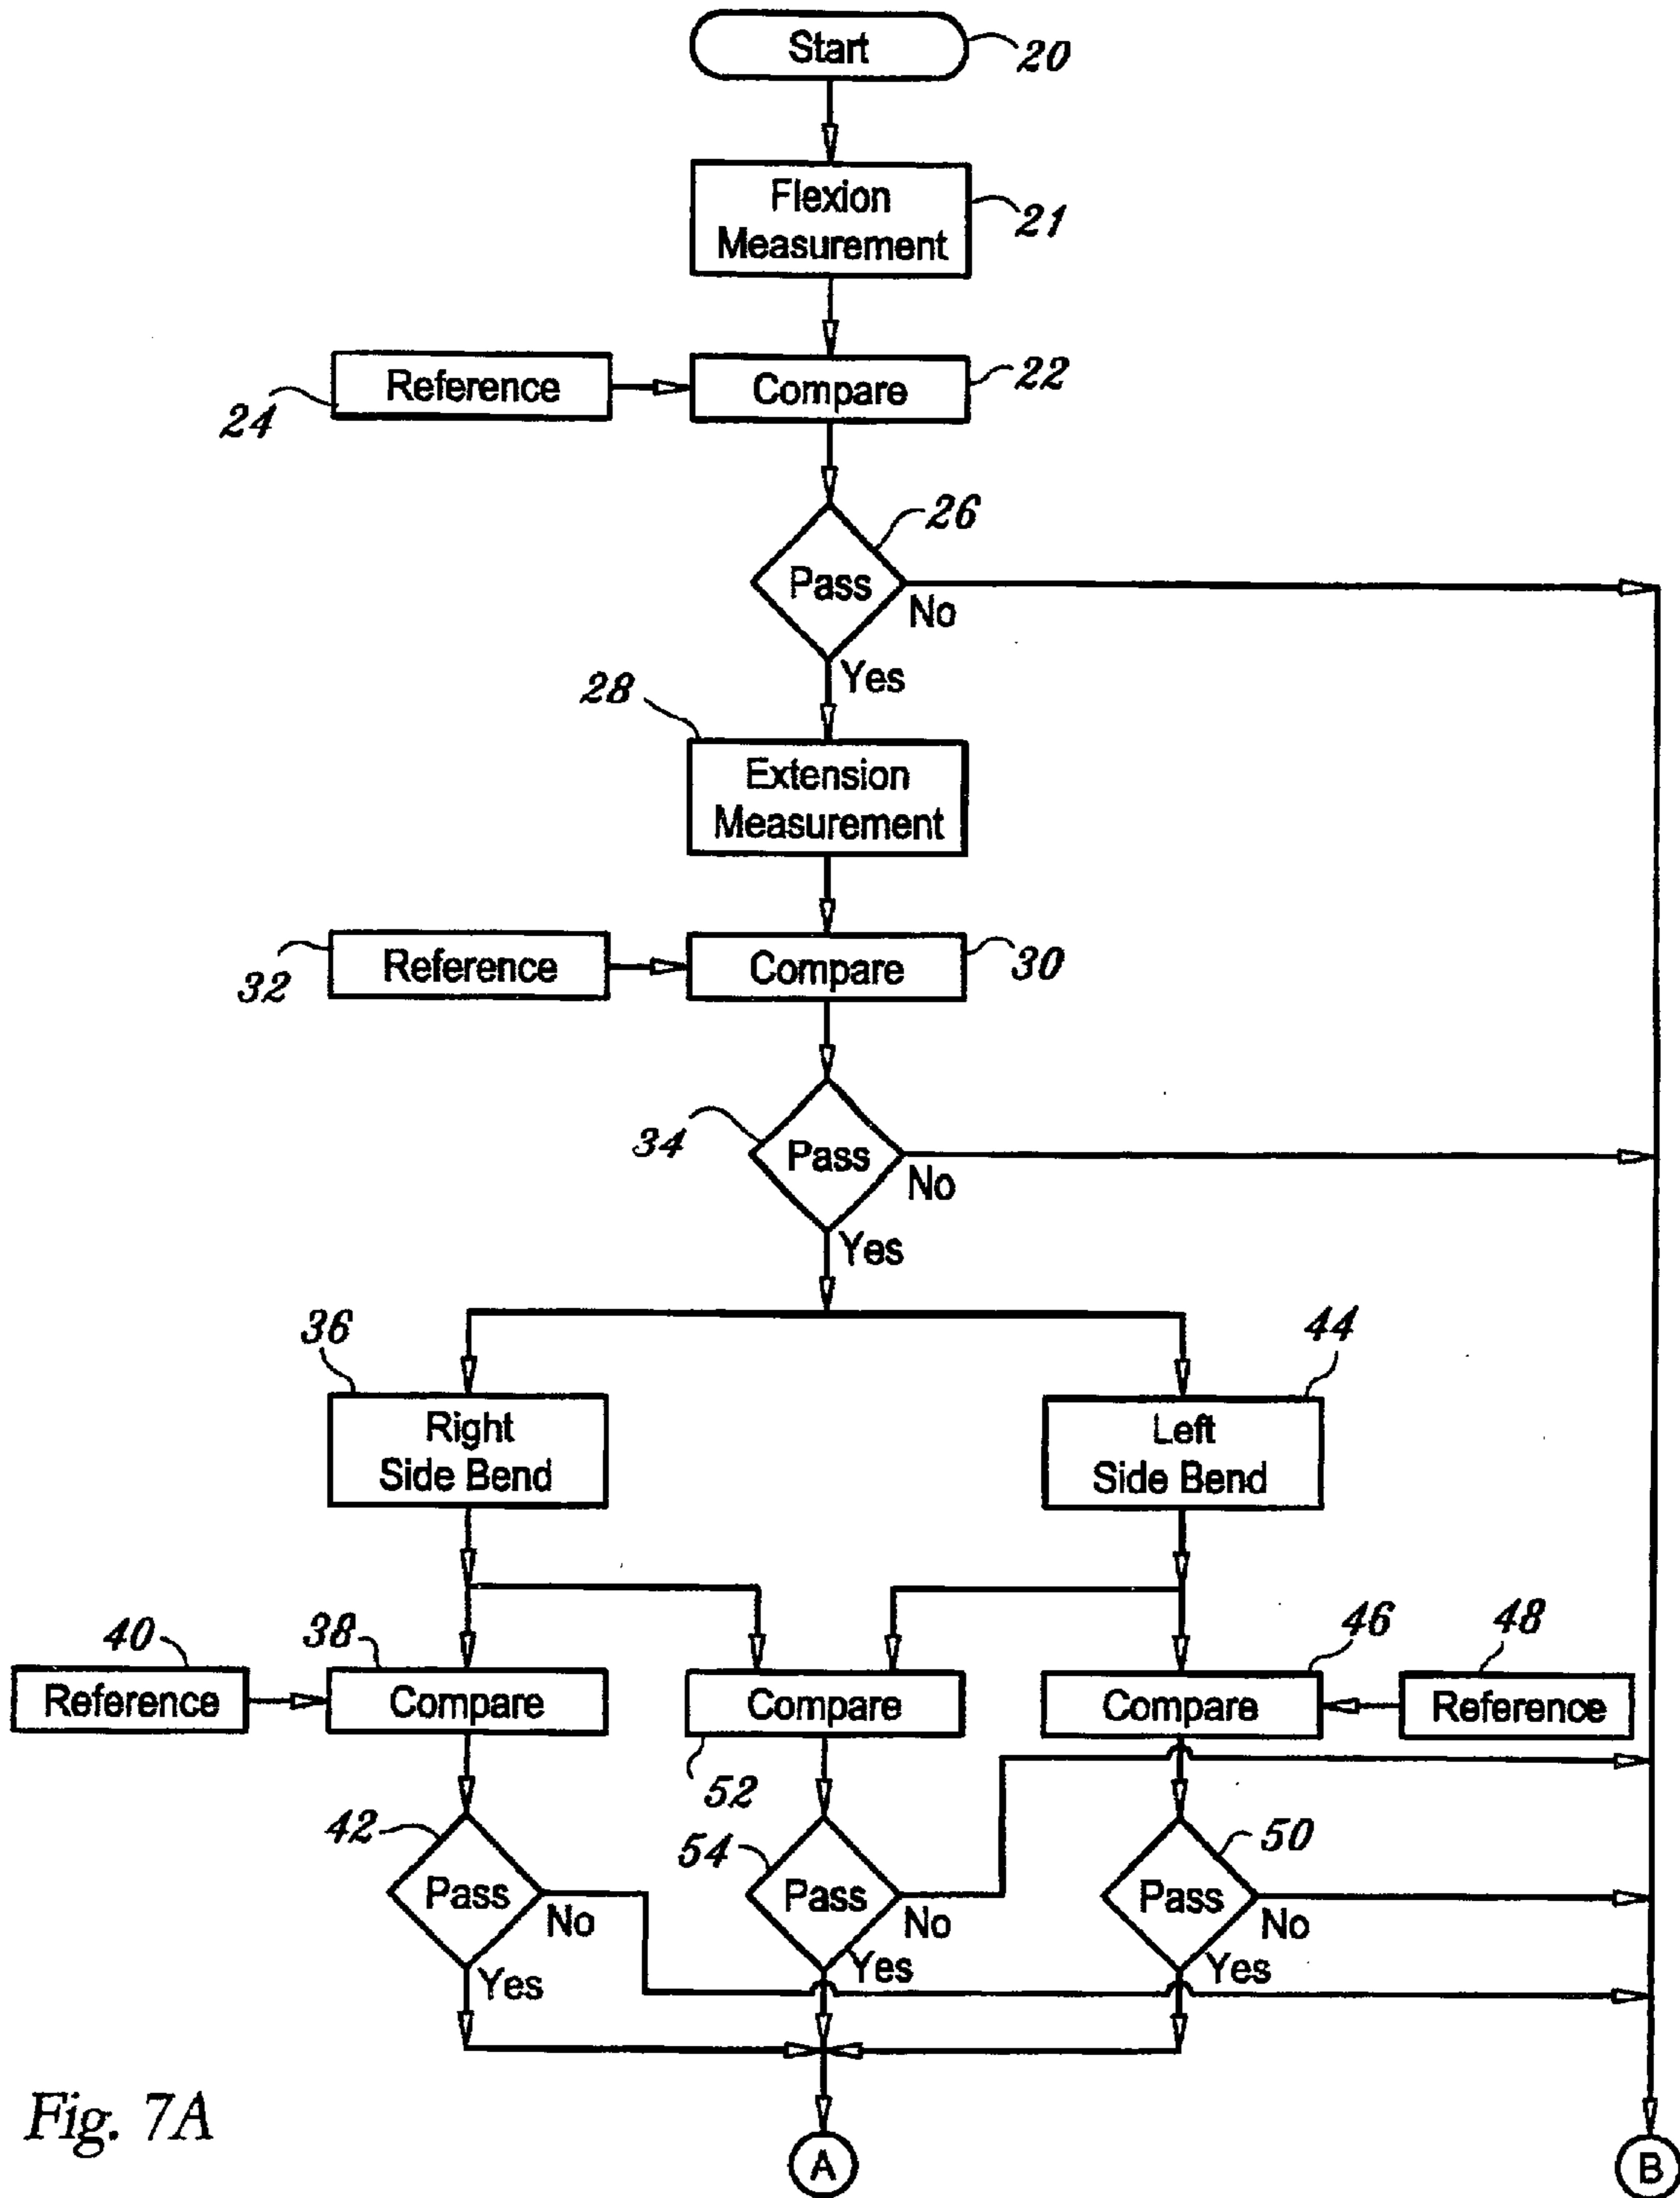 Start
20
Flexion
Measurement
21
Reference
24
Compare
22
26
Pass
No
Yes
28
Extension
Measurement
32
Reference
Compare
30
34
Pass
No
Yes
36
Right
Side Bend
44
Left
Side Bend
40
Reference
38
Compare
Compare
52
46
Compare
48
Reference
42
Pass
No
Yes
54
Pass
No
Yes
50
Pass
No
Yes
Fig. 7A
A
B